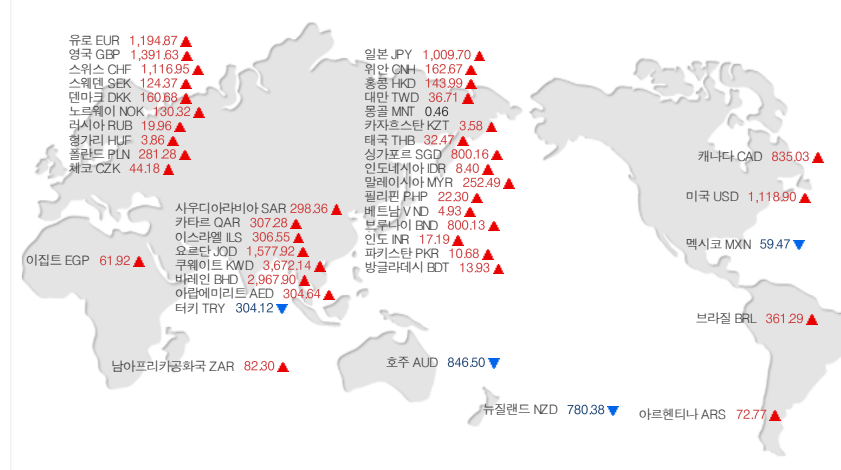 유로 EUR 1,194.87 ▲
영국 GBP 1,391.63 ▲
스위스 CHF 1,116.95 ▲
스웨덴 SEK 124.37 ▲
덴마크 DKK 160.68 ▲
노르웨이 NOK 130.32 ▲
러시아 RUB 19.96 ▲
헝가리 HUF 3.86 ▲
폴란드 PLN 281.28 ▲
체코 CZK 44.18 ▲
일본 JPY 1,009.70 ▲
위안 CNH 162.67 ▲
홍콩 HKD 143.99 ▲
대만 TWD 36.71 ▲
몽골 MNT 0.46
카자흐스탄 KZT 3.58 ▲
태국 THB 32.47 ▲
싱가포르 SGD 800.16 ▲
인도네시아 IDR 8.40 ▲
말레이시아 MYR 252.49 ▲
필리핀 PHP 22.30 ▲
베트남 VND 4.93 ▲
브루나이 BND 800.13 ▲
인도 INR 17.19 ▲
파키스탄 PKR 10.68 ▲
방글라데시 BDT 13.93 ▲
캐나다 CAD 835.03 ▲
미국 USD 1,118.90 ▲
멕시코 MXN 59.47 ▼
사우디아라비아 SAR 298.36 ▲
카타르 QAR 307.28 ▲
이스라엘 ILS 306.55 ▲
요르단 JOD 1,577.92 ▲
쿠웨이트 KWD 3,672.14 ▲
바레인 BHD 2,967.90 ▲
아랍에미리트 AED 304.64 ▲
터키 TRY 304.12 ▼
이집트 EGP 61.92 ▲
브라질 BRL 361.29 ▲
남아프리카공화국 ZAR 82.30 ▲
호주 AUD 846.50 ▼
뉴질랜드 NZD 780.38 ▼
아르헨티나 ARS 72.77 ▲